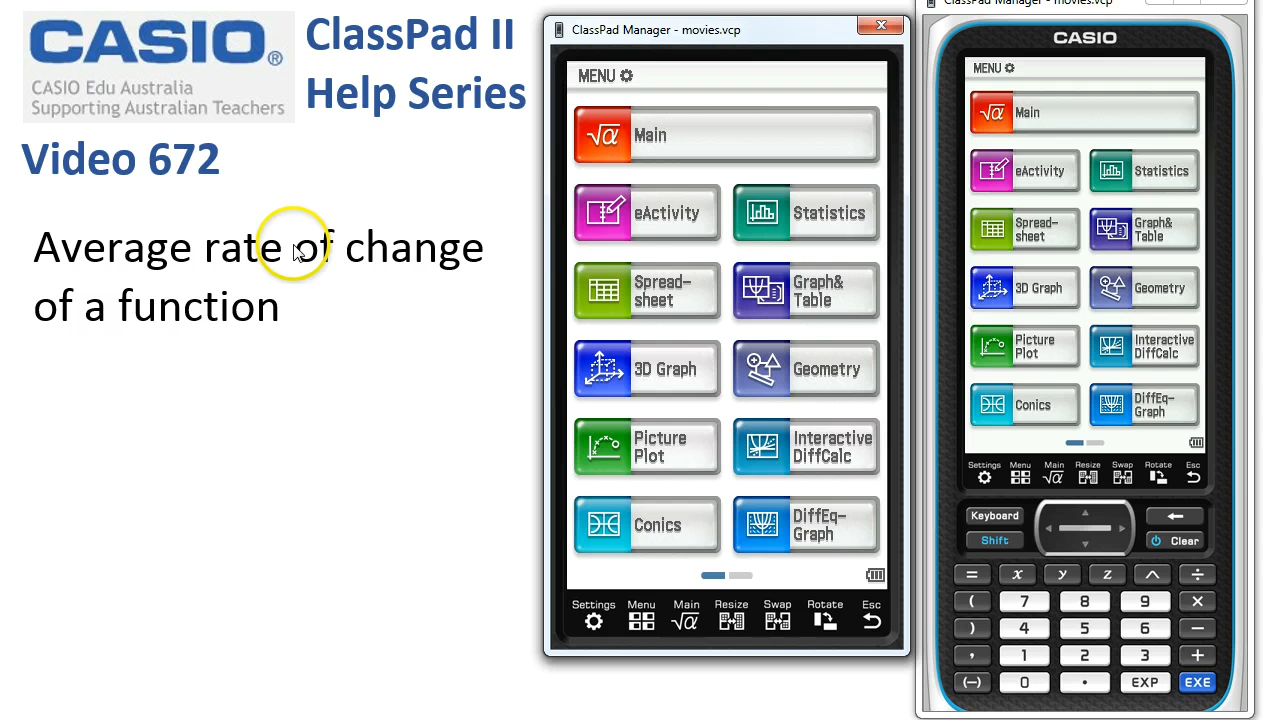 CASIO®
CASIO Edu Australia
Supporting Australian Teachers
ClassPad II
Help Series
Video 672
Average rate of change
of a function
ClassPad Manager - movies.vcp
MENU
Main
eActivity
Statistics
Spread-
sheet
Graph&
Table
3D Graph
Geometry
Picture
Plot
Interactive
DiffCalc
Conics
DiffEq-
Graph
Settings Menu Main Resize Swap Rotate Esc
√α
ClassPad Manager - movies.vcp
CASIO
MENU
Main
eActivity
Statistics
Spread-
sheet
Graph&
Table
3D Graph
Geometry
Picture
Plot
Interactive
DiffCalc
Conics
DiffEq-
Graph
Settings Menu Main Resize Swap Rotate Esc
√α
Keyboard
Shift
Clear
= x y z ^ ÷
( 7 8 9 ×
) 4 5 6 −
, 1 2 3 +
(−) 0 • EXP EXE